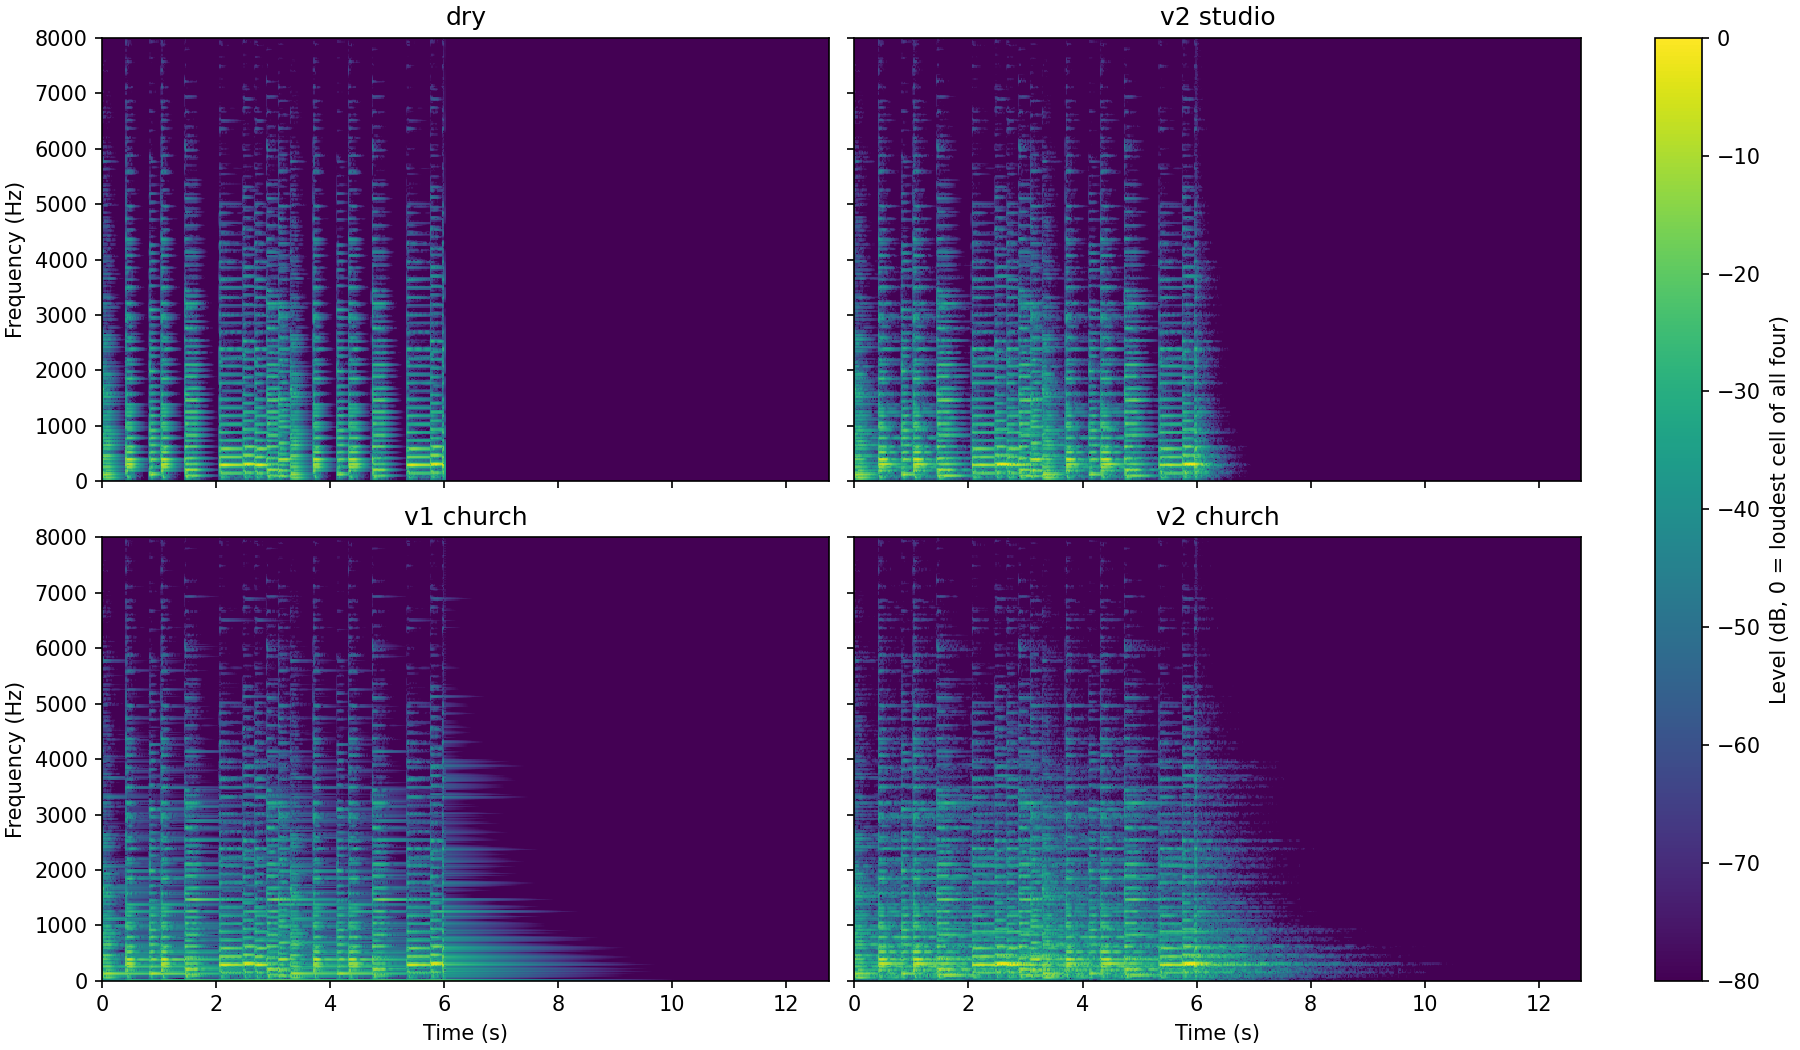 dry
v2 studio
8000
7000
6000
5000
4000
3000
2000
1000
0
Frequency (Hz)
v1 church
v2 church
8000
7000
6000
5000
4000
3000
2000
1000
0
Frequency (Hz)
0 2 4 6 8 10 12
Time (s)
0 2 4 6 8 10 12
Time (s)
0
−10
−20
−30
−40
−50
−60
−70
−80
Level (dB, 0 = loudest cell of all four)